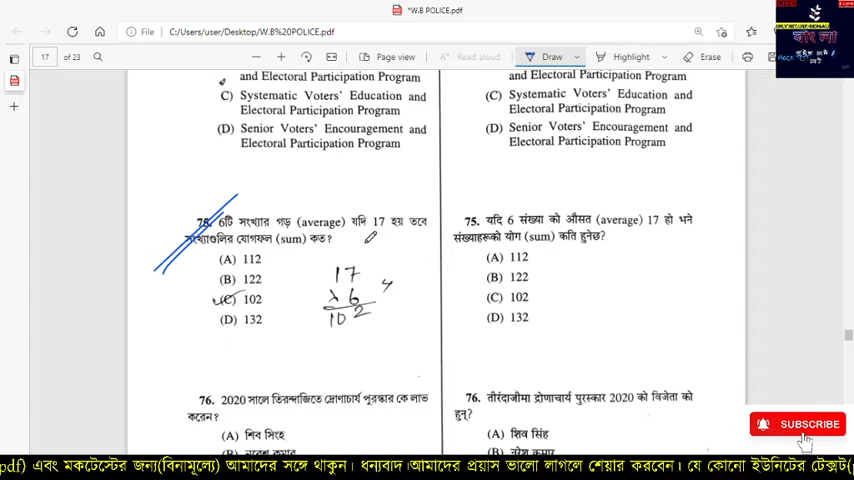 *W.B POLICE.pdf
File
C:/Users/user/Desktop/W.B%20POLICE.pdf
17
of 23
Page view
Read aloud
Draw
Highlight
Erase
LIVE
বাংলা
and Electoral Participation Program
C) Systematic Voters' Education and
Electoral Participation Program
(D) Senior Voters' Encouragement and
Electoral Participation Program
75. 6টি সংখ্যার গড় (average) যদি 17 হয় তবে
সংখ্যাগুলির যোগফল (sum) কত?
(A) 112
(B) 122
(C) 102
(D) 132
17
x 6
102
76. 2020 সালে তিরন্দাজিতে দ্রোণাচার্য পুরস্কার কে লাভ
করেন?
(A) শিব সিংহ
(B) নরেশ কুমার
and Electoral Participation Program
(C) Systematic Voters' Education and
Electoral Participation Program
(D) Senior Voters' Encouragement and
Electoral Participation Program
75. यदि 6 संख्या को औसत (average) 17 हो भने
संख्याहरूको योग (sum) कति हुनेछ?
(A) 112
(B) 122
(C) 102
(D) 132
76. तीरंदाजीमा द्रोणाचार्य पुरस्कार 2020 को विजेता को
हुन्?
(A) शिव सिंह
(B) नरेश कुमार
SUBSCRIBE
pdf) এবং মকটেস্টের জন্য(বিনামূল্যে) আমাদের সঙ্গে থাকুন। ধন্যবাদ।আমাদের প্রয়াস ভালো লাগলে শেয়ার করবেন। যে কোনো ইউনিটের টেক্সট(